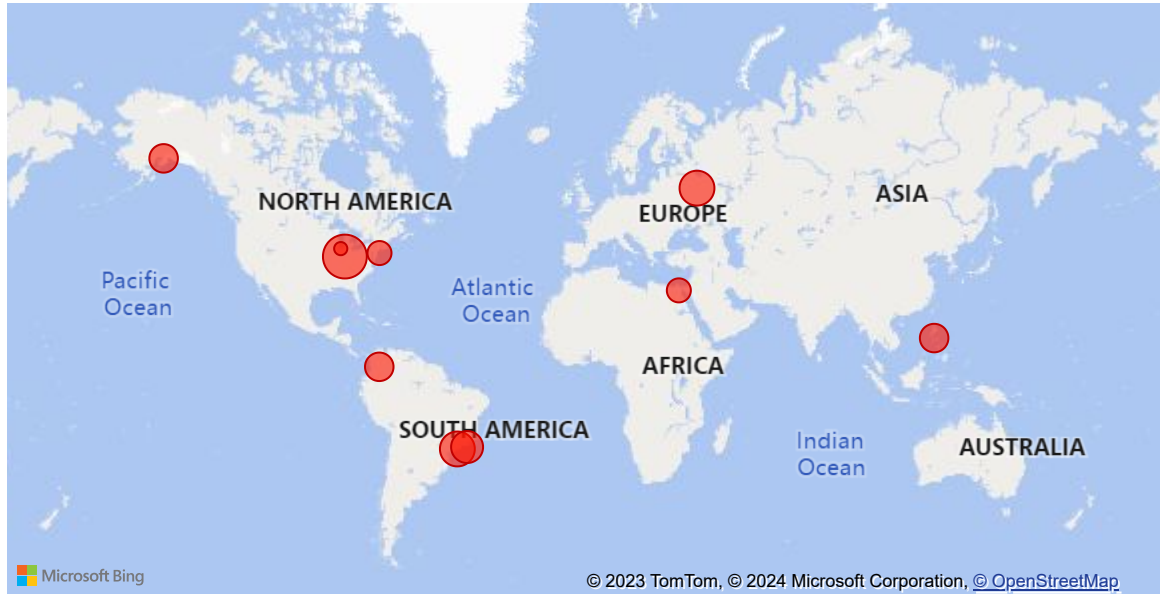 NORTH AMERICA
ASIA
EUROPE
Pacific
Ocean
Atlantic
Ocean
AFRICA
SOUTH AMERICA
Indian
Ocean
AUSTRALIA
Microsoft Bing
© 2023 TomTom, © 2024 Microsoft Corporation, © OpenStreetMap